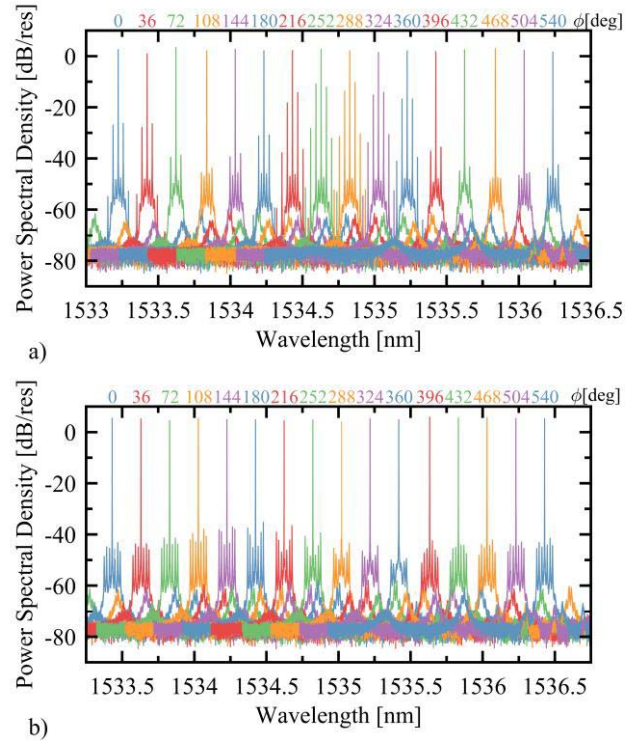 0 36 72 108 144 180 216 252 288 324 360 396 432 468 504 540 ϕ[deg]
Power Spectral Density [dB/res]
0
-20
-40
-60
-80
1533 1533.5 1534 1534.5 1535 1535.5 1536 1536.5
Wavelength [nm]
a)
0 36 72 108 144 180 216 252 288 324 360 396 432 468 504 540 ϕ[deg]
Power Spectral Density [dB/res]
0
-20
-40
-60
-80
1533.5 1534 1534.5 1535 1535.5 1536 1536.5
Wavelength [nm]
b)